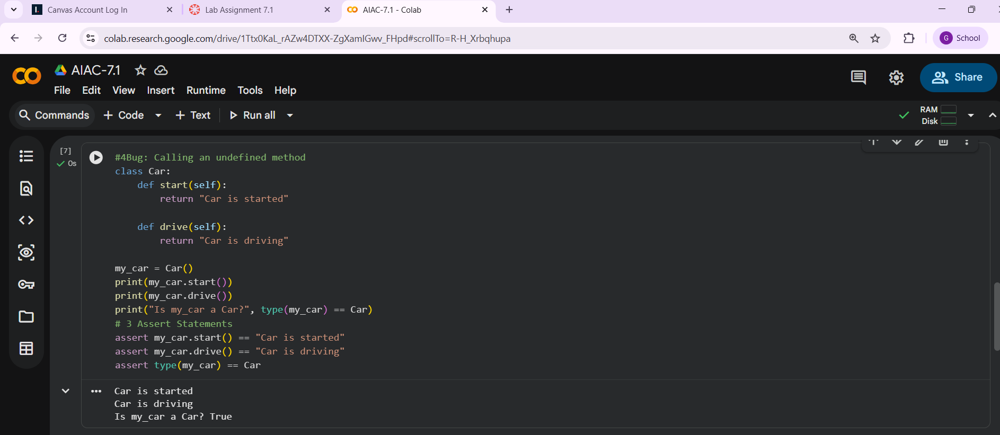 Canvas Account Log In
Lab Assignment 7.1
AIAC-7.1 - Colab
colab.research.google.com/drive/1Ttx0KaL_rAZw4DTXX-ZgXamlGwv_FHpd#scrollTo=R-H_Xrbqhupa
G School
AIAC-7.1
File Edit View Insert Runtime Tools Help
Share
Commands + Code + Text Run all
RAM
Disk
[7]
0s
#4Bug: Calling an undefined method
class Car:
    def start(self):
        return "Car is started"
    def drive(self):
        return "Car is driving"
my_car = Car()
print(my_car.start())
print(my_car.drive())
print("Is my_car a Car?", type(my_car) == Car)
# 3 Assert Statements
assert my_car.start() == "Car is started"
assert my_car.drive() == "Car is driving"
assert type(my_car) == Car
Car is started
Car is driving
Is my_car a Car? True